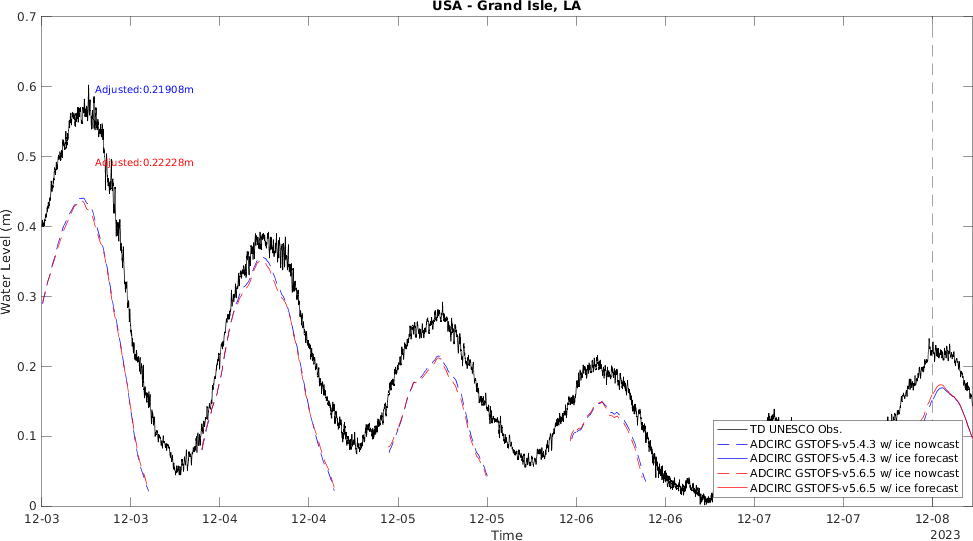 USA - Grand Isle, LA
0.7
0.6
0.5
0.4
0.3
0.2
0.1
0
Water Level (m)
Adjusted:0.21908m
Adjusted:0.22228m
TD UNESCO Obs.
ADCIRC GSTOFS-v5.4.3 w/ ice nowcast
ADCIRC GSTOFS-v5.4.3 w/ ice forecast
ADCIRC GSTOFS-v5.6.5 w/ ice nowcast
ADCIRC GSTOFS-v5.6.5 w/ ice forecast
12-03 12-03 12-04 12-04 12-05 12-05 12-06 12-06 12-07 12-07 12-08
2023
Time